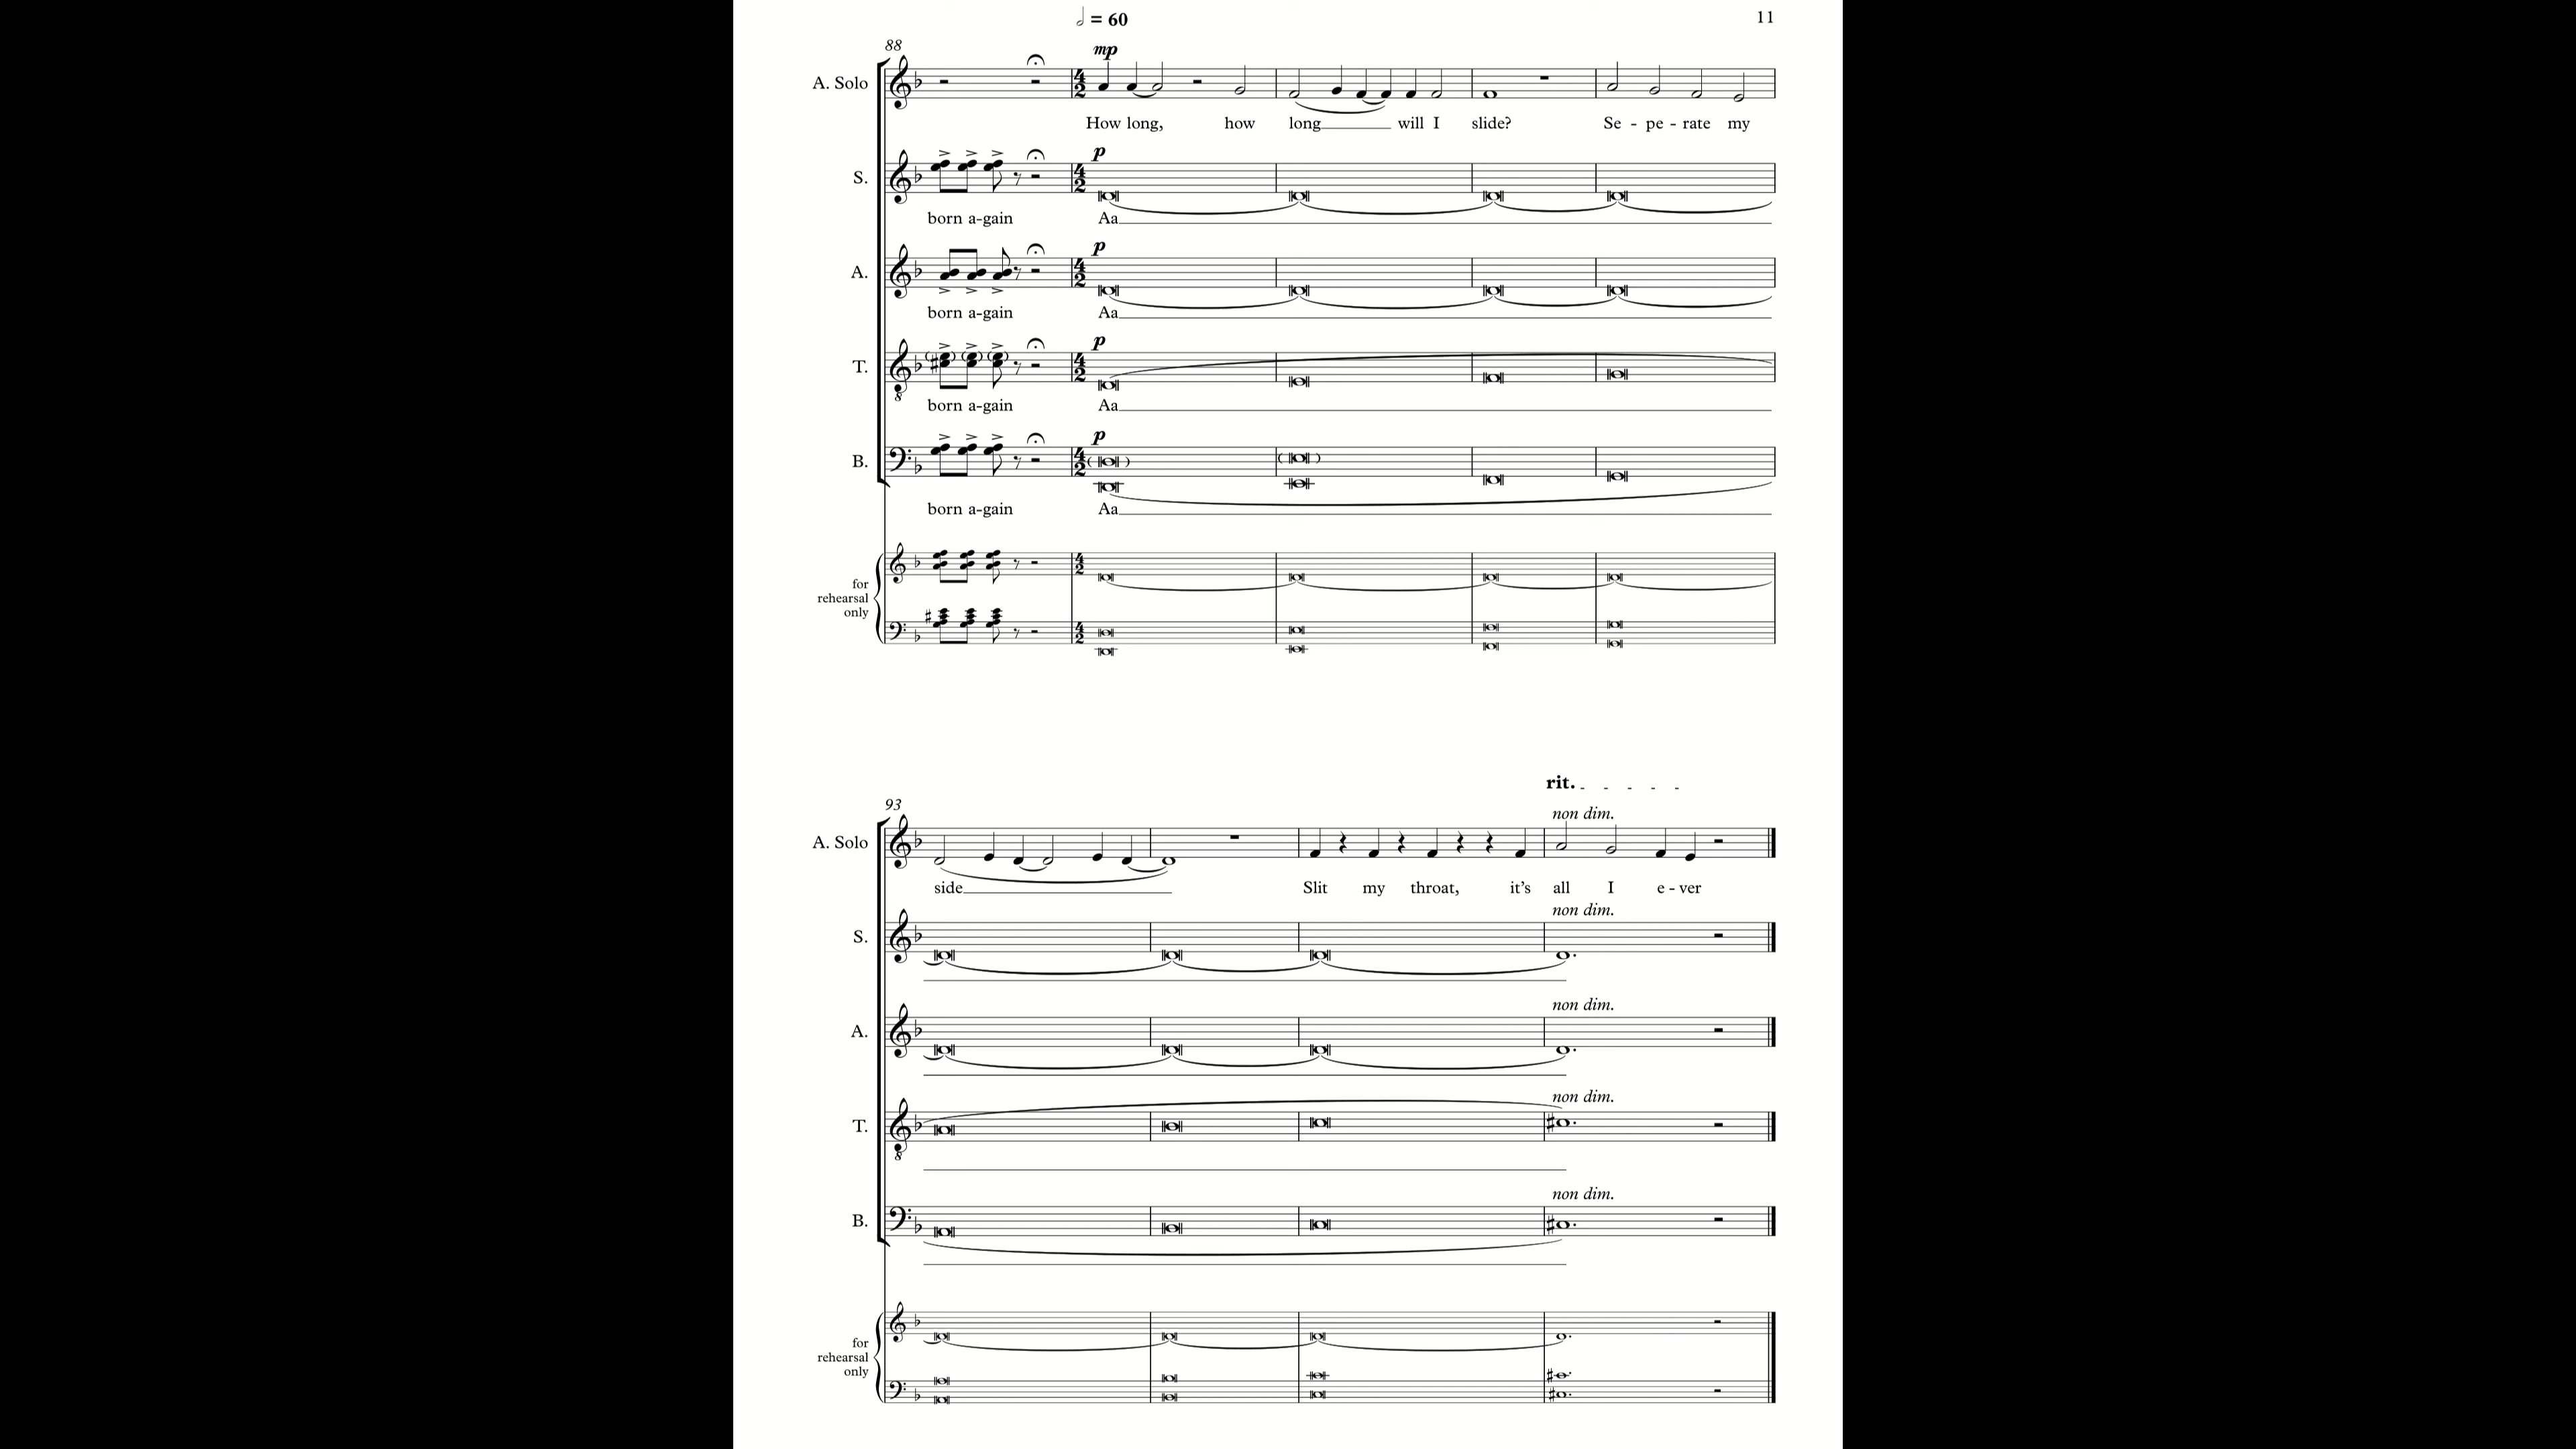 𝅗𝅥 = 60
11
88
mp
A. Solo
How long, how long will I slide? Se - pe - rate my
p
S.
born a-gain Aa
p
A.
born a-gain Aa
p
T.
born a-gain Aa
p
B.
born a-gain Aa
for
rehearsal
only
rit.
93
non dim.
A. Solo
side Slit my throat, it's all I e - ver
non dim.
S.
non dim.
A.
non dim.
T.
non dim.
B.
for
rehearsal
only